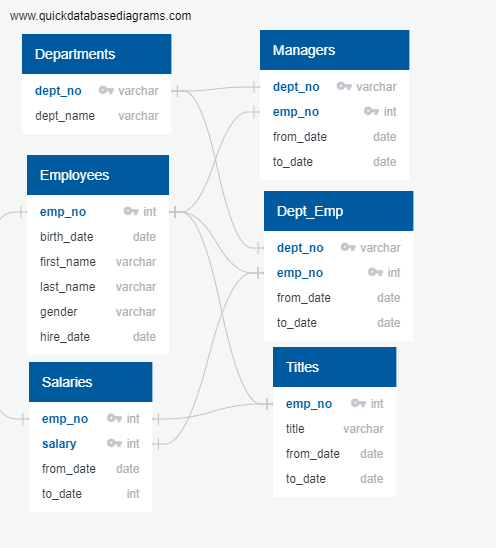 www.quickdatabasediagrams.com
Departments
dept_no varchar
dept_name varchar
Managers
dept_no varchar
emp_no int
from_date date
to_date date
Employees
emp_no int
birth_date date
first_name varchar
last_name varchar
gender varchar
hire_date date
Dept_Emp
dept_no varchar
emp_no int
from_date date
to_date date
Salaries
emp_no int
salary int
from_date date
to_date int
Titles
emp_no int
title varchar
from_date date
to_date date